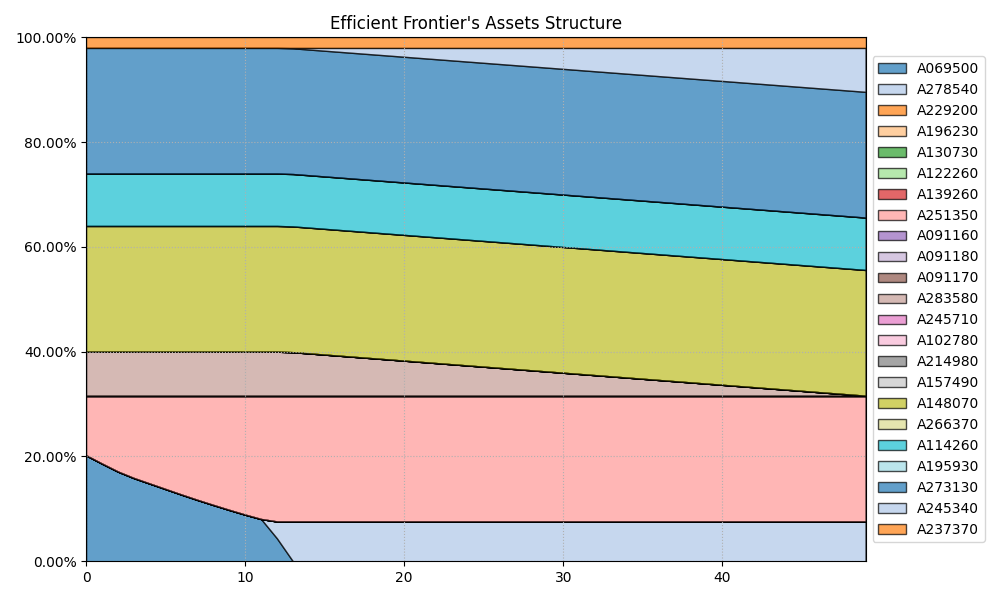 Efficient Frontier's Assets Structure
100.00%
80.00%
60.00%
40.00%
20.00%
0.00%
0
10
20
30
40
A069500
A278540
A229200
A196230
A130730
A122260
A139260
A251350
A091160
A091180
A091170
A283580
A245710
A102780
A214980
A157490
A148070
A266370
A114260
A195930
A273130
A245340
A237370